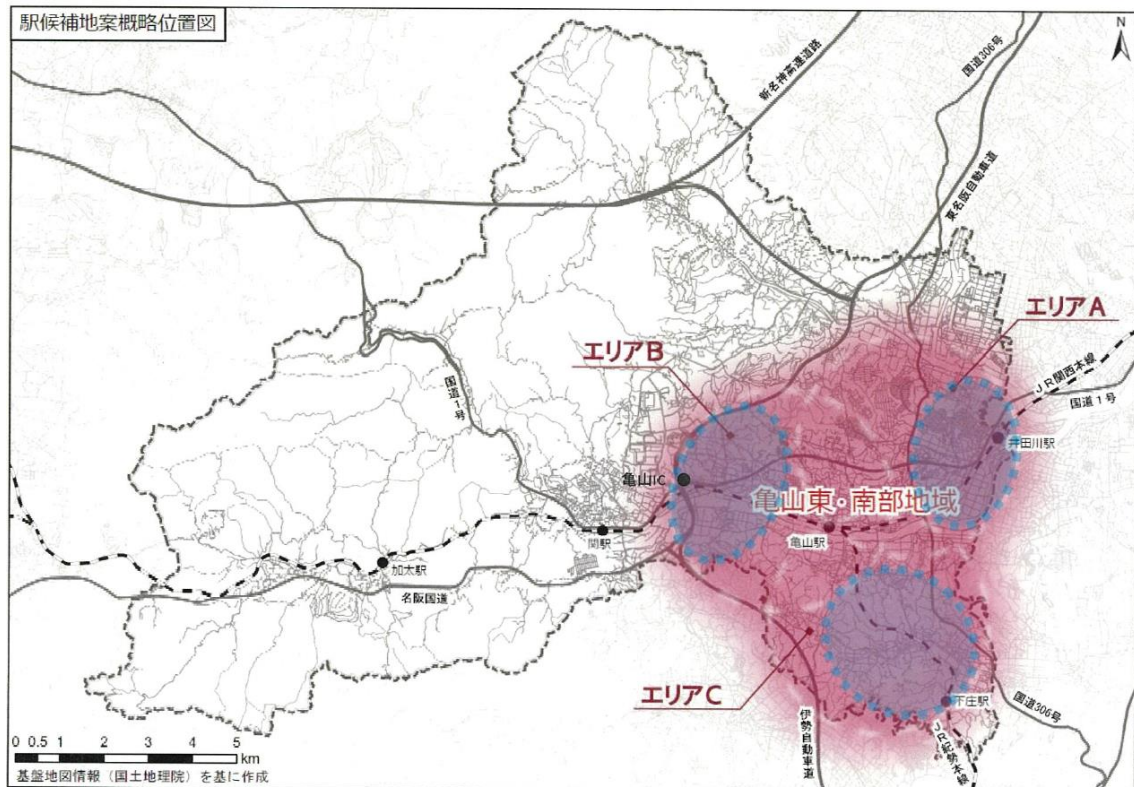 駅候補地案概略位置図
N
新名神高速道路
国道306号
東名阪自動車道
エリアA
エリアB
JR関西本線
国道1号
国道1号
井田川駅
亀山IC
亀山東・南部地域
亀山駅
関駅
加太駅
名阪国道
エリアC
下庄駅
国道306号
伊勢自動車道
JR紀勢本線
0 0.5 1 2 3 4 5
km
基盤地図情報（国土地理院）を基に作成